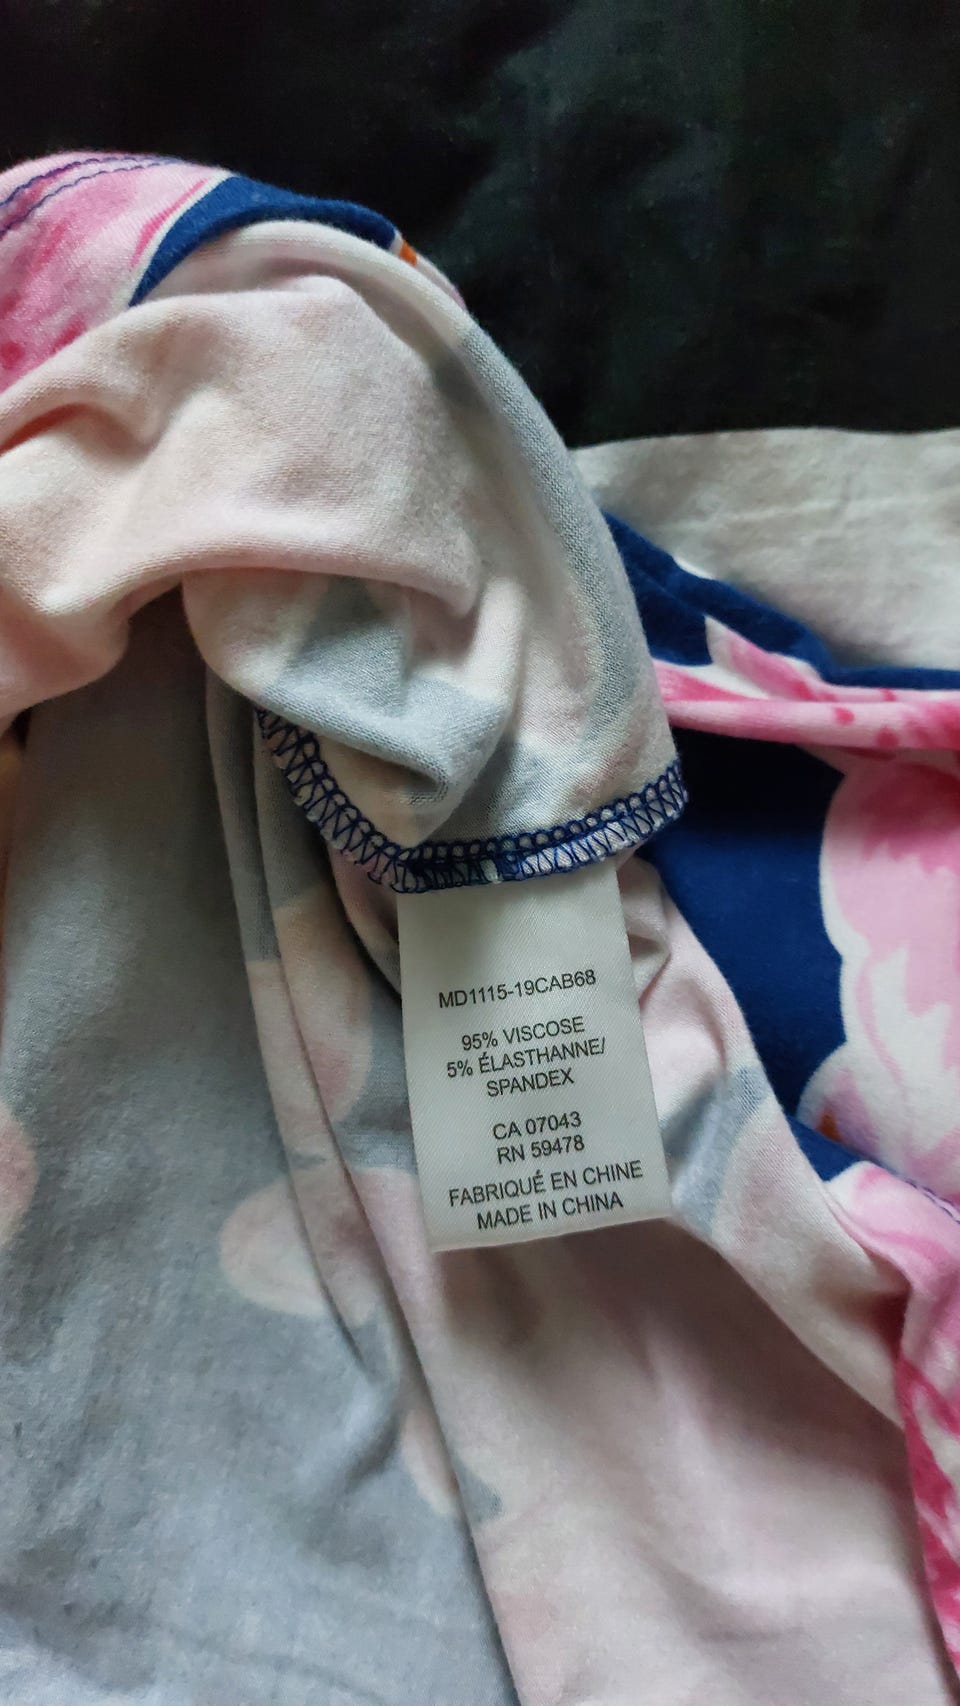 MD1115-19CAB68
95% VISCOSE
5% ÉLASTHANNE/
SPANDEX
CA 07043
RN 59478
FABRIQUÉ EN CHINE
MADE IN CHINA